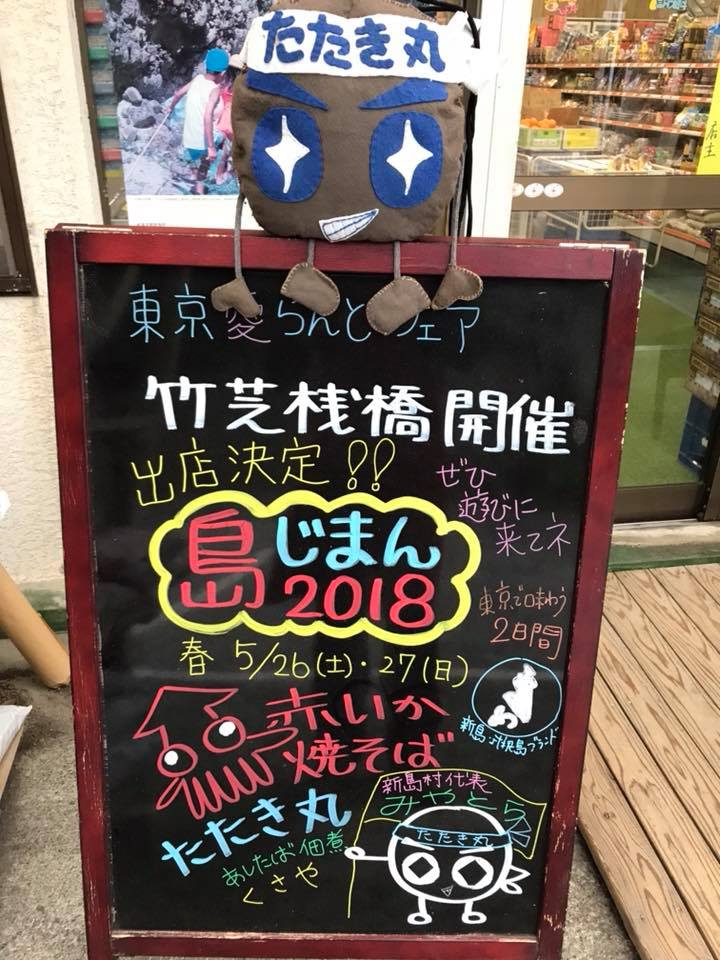 たたき丸
東京愛らんどフェア
竹芝桟橋 開催
出店決定!!
ぜひ
遊びに
来てネ
島じまん
2018
東京で味わう
2日間
春 5/26(土)・27(日)
赤いか
焼そば
新島・式根島ブランド
たたき丸
あしたば佃煮
くさや
新島村代表
みやとら
たたき丸